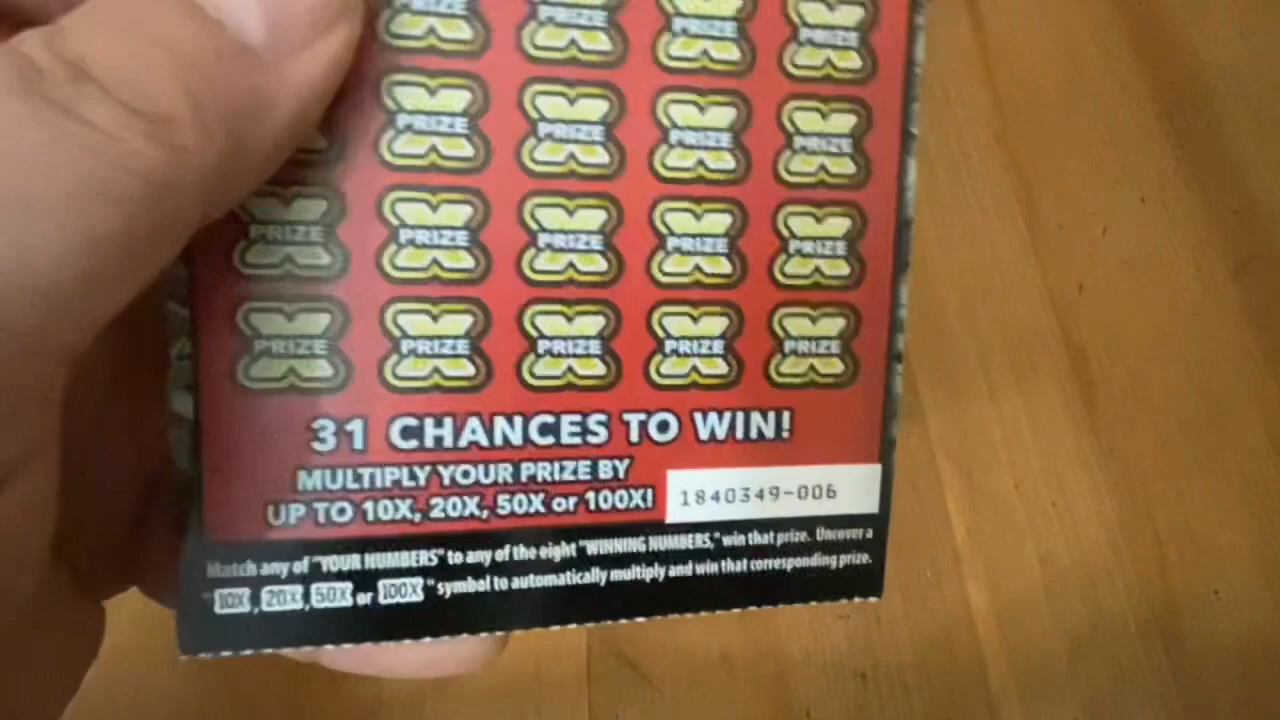 PRIZE PRIZE PRIZE PRIZE
PRIZE PRIZE PRIZE PRIZE
PRIZE PRIZE PRIZE PRIZE PRIZE
PRIZE PRIZE PRIZE PRIZE PRIZE
31 CHANCES TO WIN!
MULTIPLY YOUR PRIZE BY
UP TO 10X, 20X, 50X or 100X!
1840349-006
Match any of "YOUR NUMBERS" to any of the eight "WINNING NUMBERS," win that prize. Uncover a
"10X, 20X, 50X or 100X" symbol to automatically multiply and win that corresponding prize.